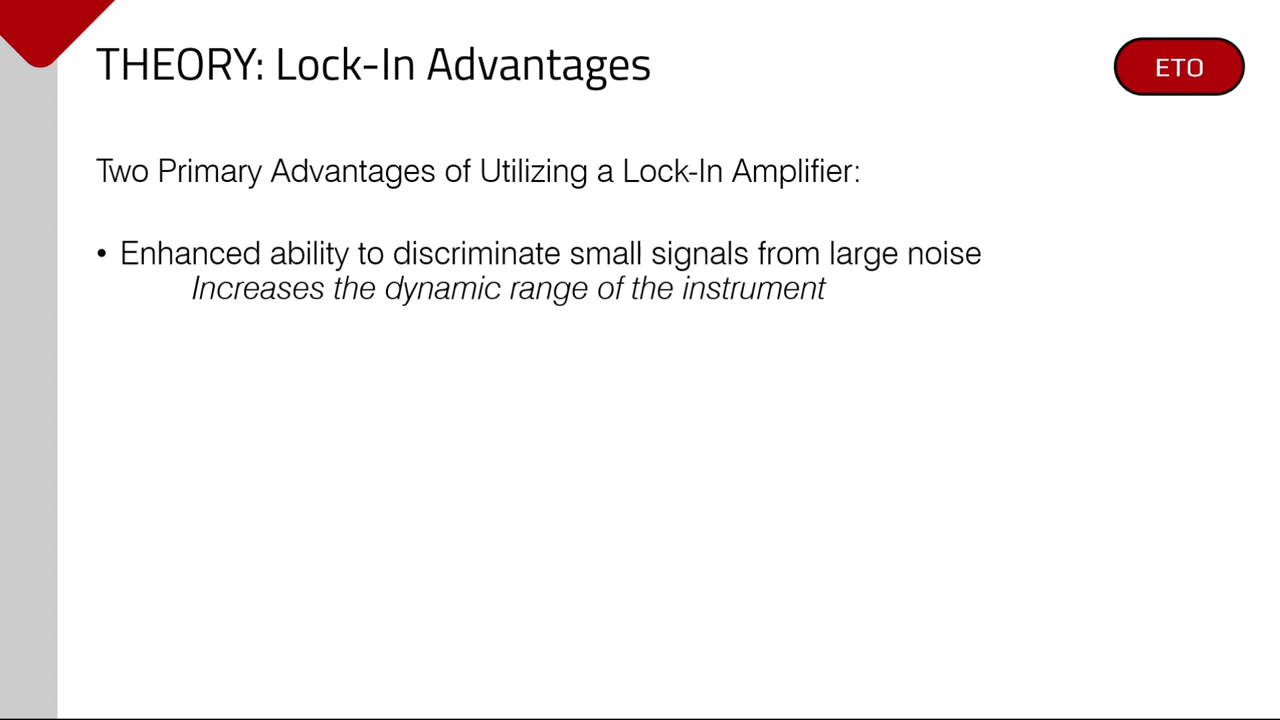 THEORY: Lock-In Advantages
ETO
Two Primary Advantages of Utilizing a Lock-In Amplifier:
• Enhanced ability to discriminate small signals from large noise
Increases the dynamic range of the instrument